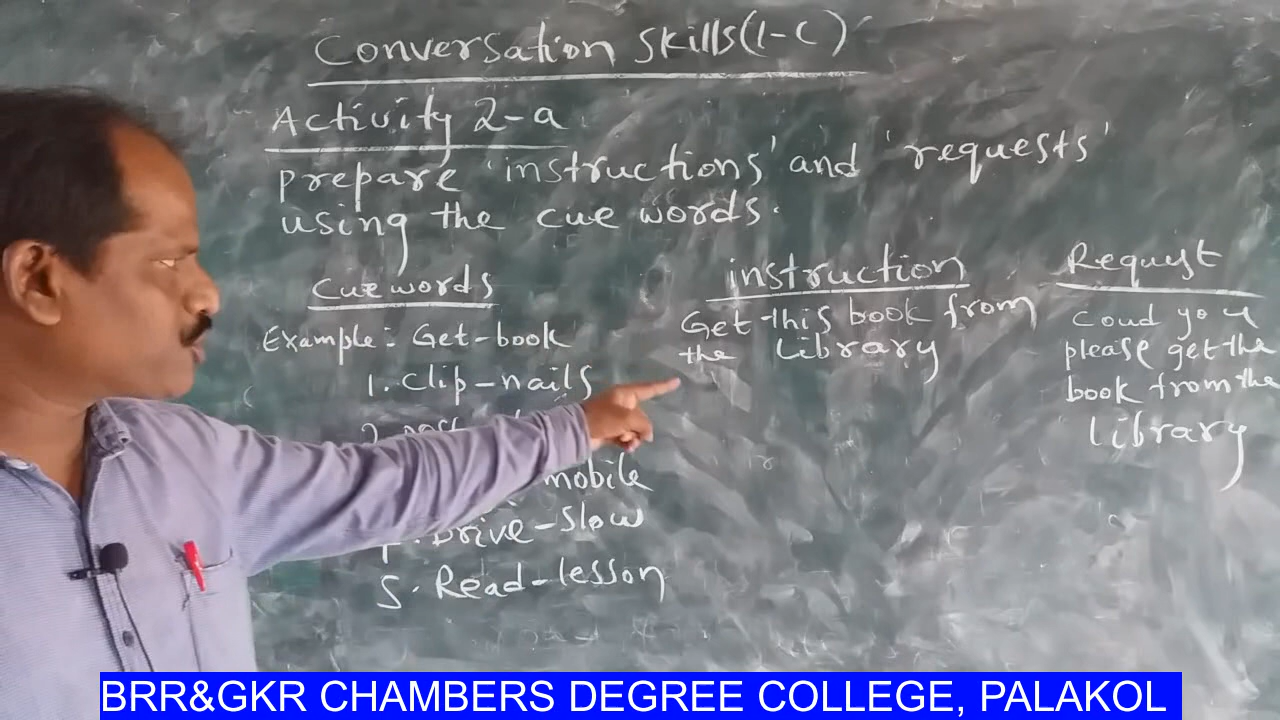 Conversation skills(1-C)
Activity 2-a
prepare 'instructions' and 'requests'
using the cue words.
Cue words
Example:- Get-book
1. Clip-nails
2. post
mobile
Drive-slow
5. Read-lesson
instruction
Get this book from
the Library
Request
Coud you
please get the
book from the
Library
BRR&GKR CHAMBERS DEGREE COLLEGE, PALAKOL